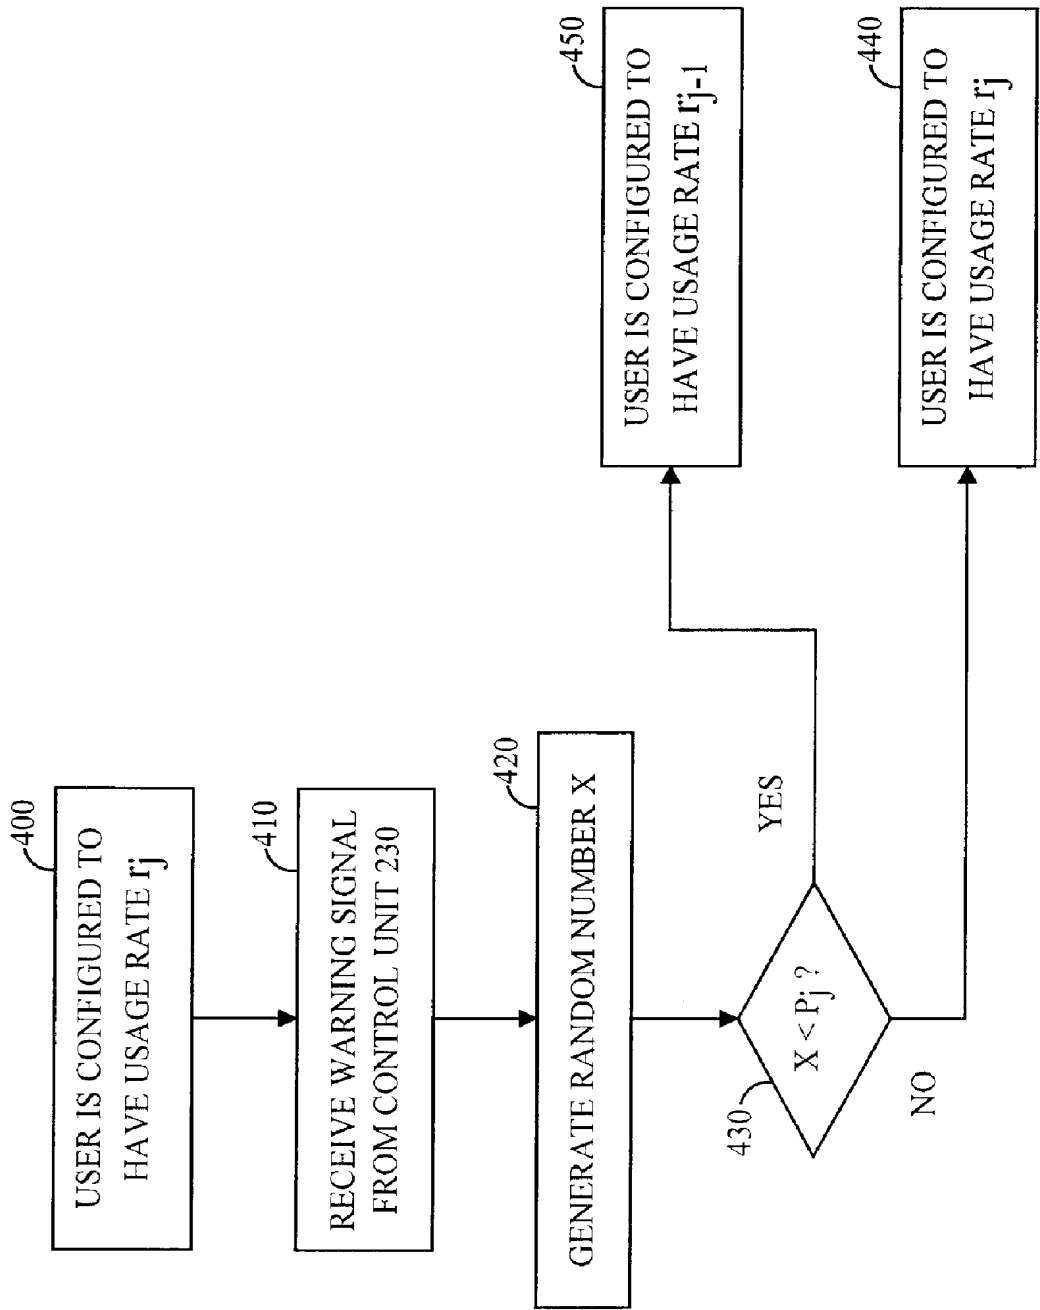 400
USER IS CONFIGURED TO
HAVE USAGE RATE rj
410
RECEIVE WARNING SIGNAL
FROM CONTROL UNIT 230
420
GENERATE RANDOM NUMBER X
430
X < Pj ?
YES
NO
450
USER IS CONFIGURED TO
HAVE USAGE RATE rj-1
440
USER IS CONFIGURED TO
HAVE USAGE RATE rj